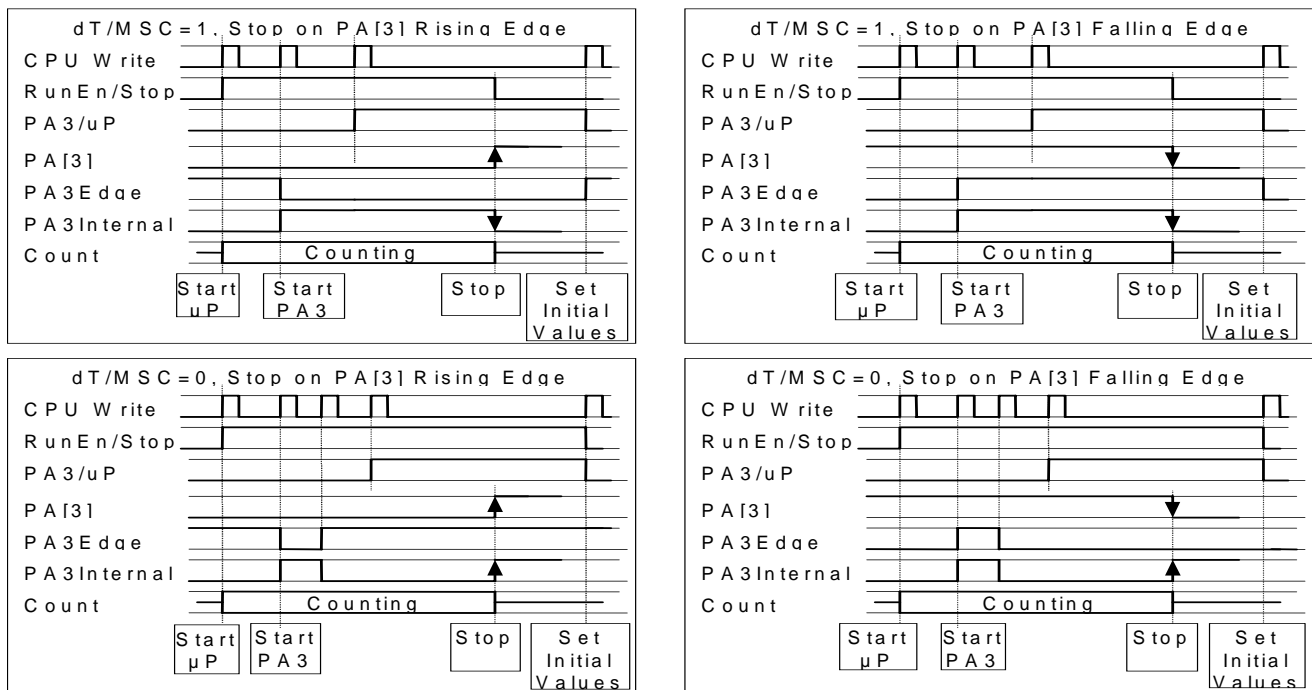 dT/MSC=1, Stop on PA[3] Rising Edge
CPU Write
RunEn/Stop
PA3/uP
PA[3]
PA3Edge
PA3Internal
Count
Counting
Start
µP
Start
PA3
Stop
Set
Initial
Values
dT/MSC=1, Stop on PA[3] Falling Edge
CPU Write
RunEn/Stop
PA3/uP
PA[3]
PA3Edge
PA3Internal
Count
Counting
Start
µP
Start
PA3
Stop
Set
Initial
Values
dT/MSC=0, Stop on PA[3] Rising Edge
CPU Write
RunEn/Stop
PA3/uP
PA[3]
PA3Edge
PA3Internal
Count
Counting
Start
µP
Start
PA3
Stop
Set
Initial
Values
dT/MSC=0, Stop on PA[3] Falling Edge
CPU Write
RunEn/Stop
PA3/uP
PA[3]
PA3Edge
PA3Internal
Count
Counting
Start
µP
Start
PA3
Stop
Set
Initial
Values